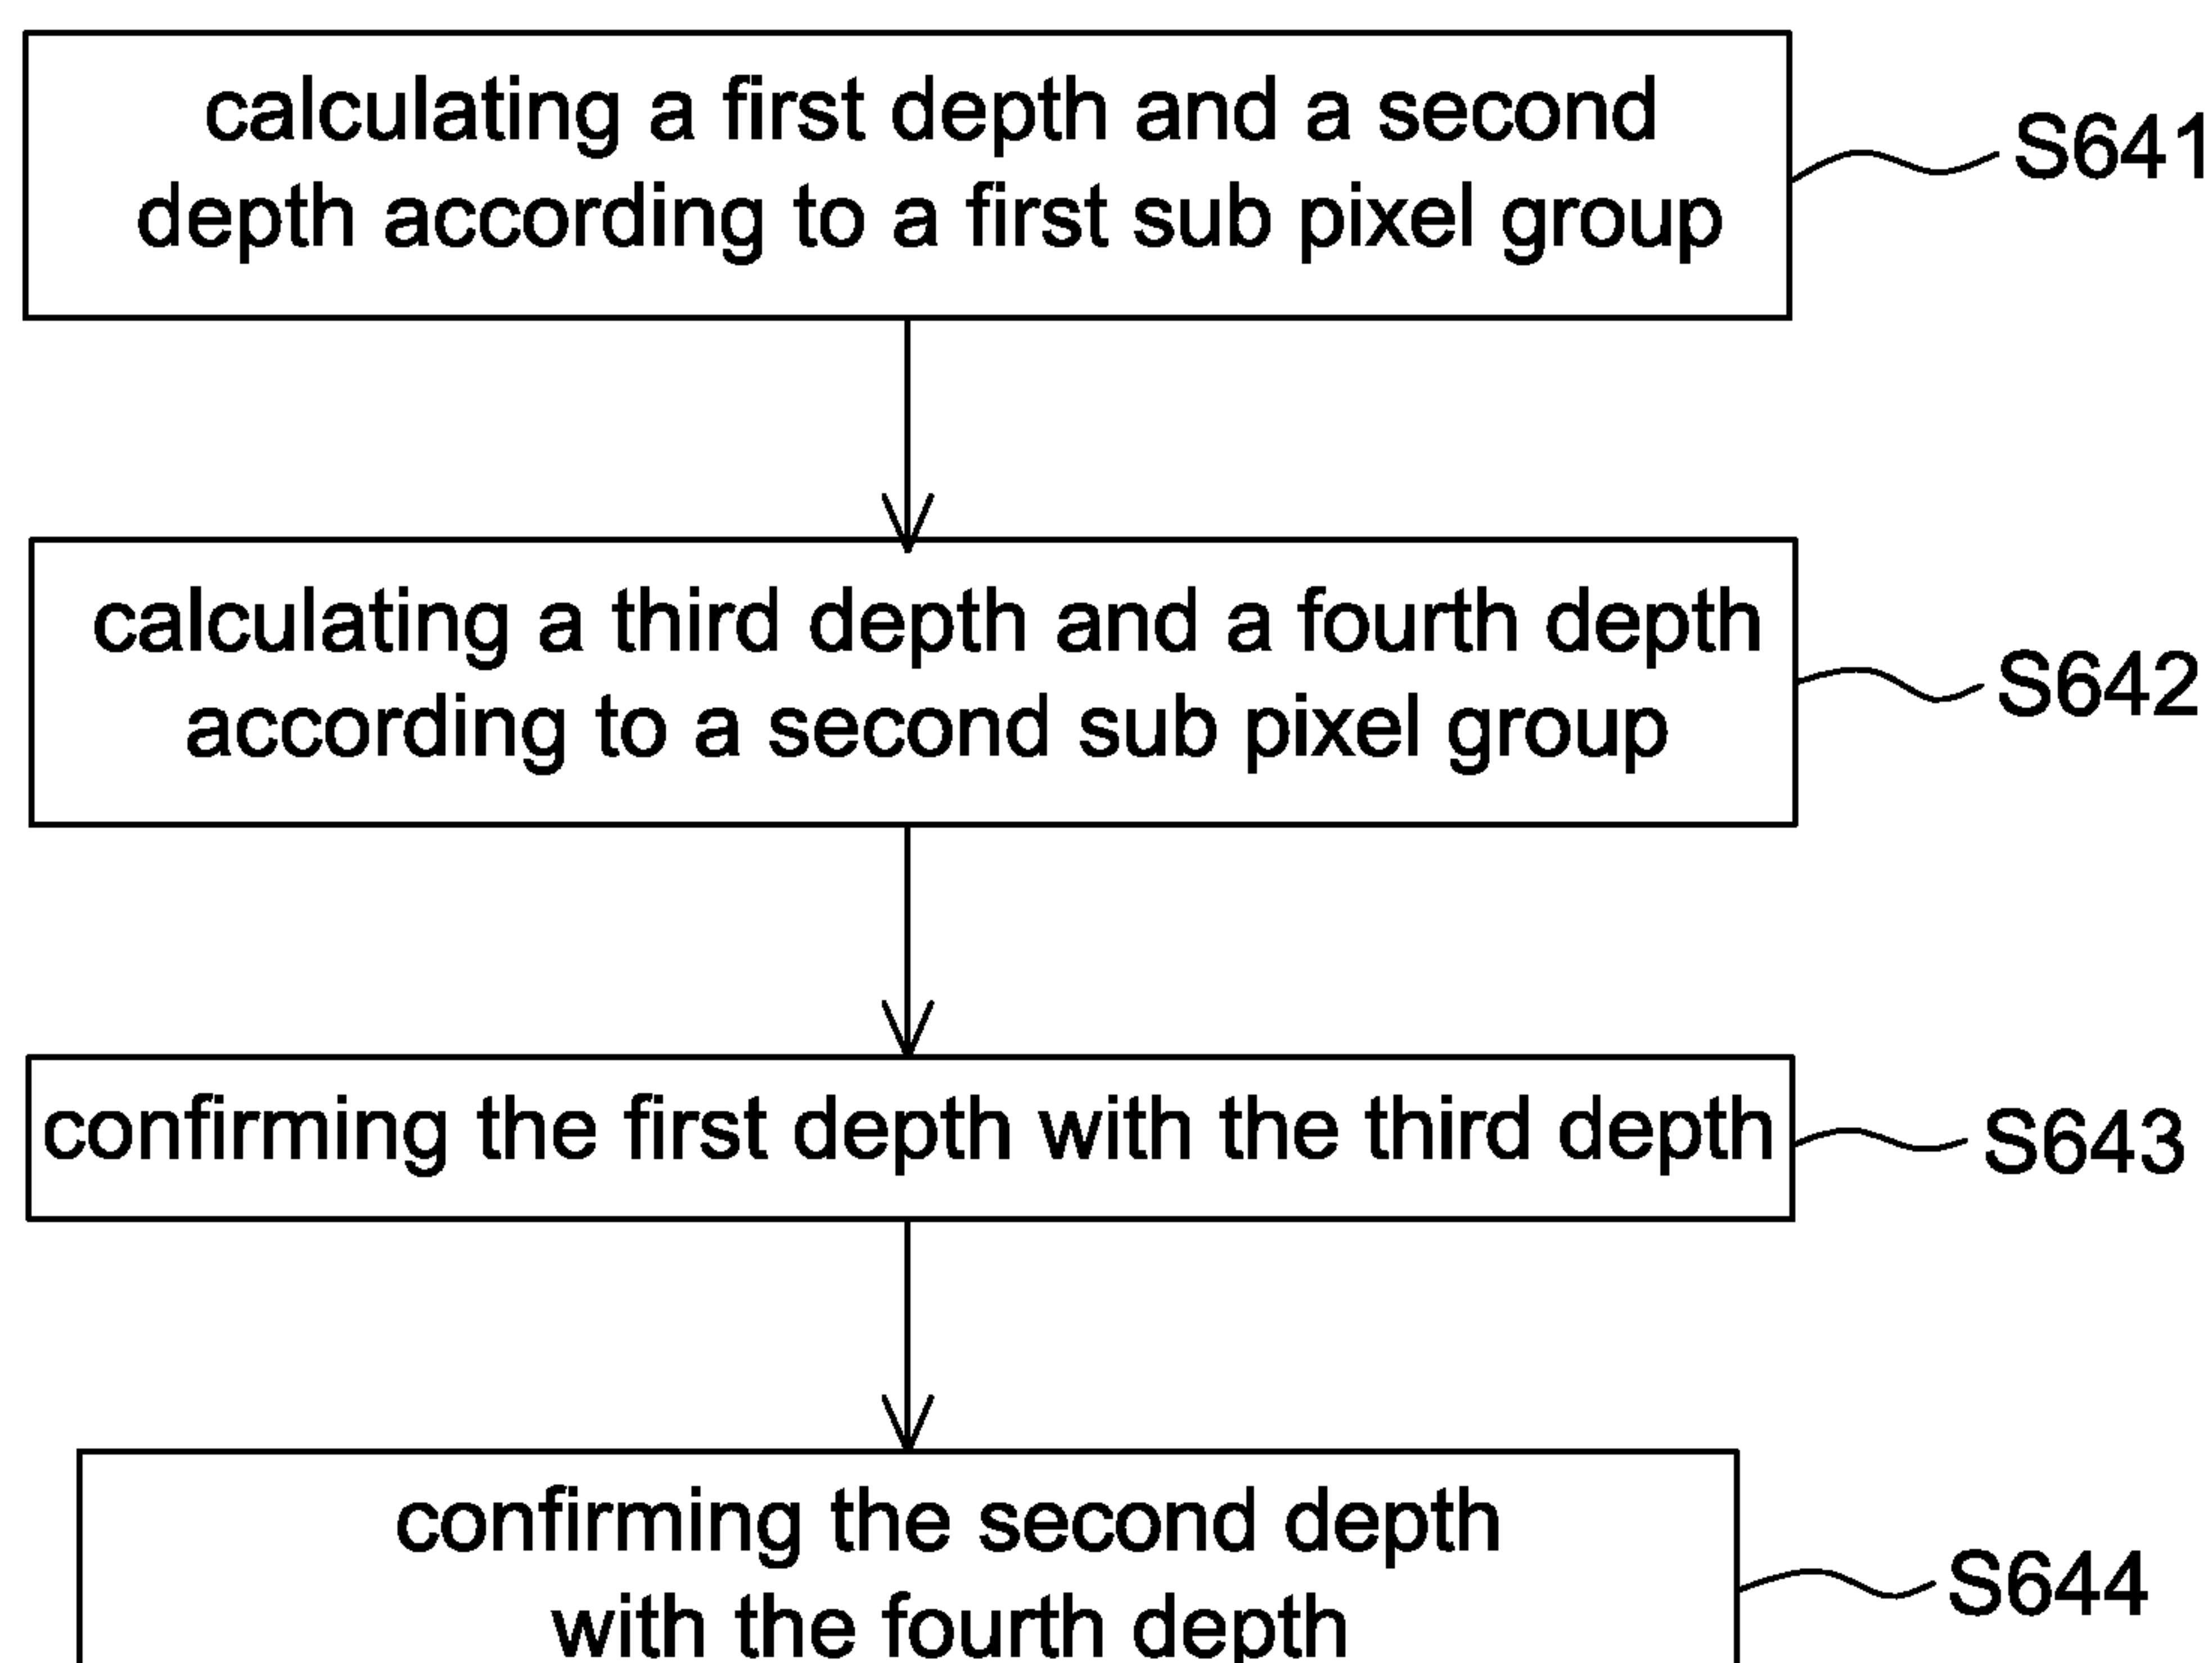 calculating a first depth and a second
depth according to a first sub pixel group
S641
calculating a third depth and a fourth depth
according to a second sub pixel group
S642
confirming the first depth with the third depth
S643
confirming the second depth
with the fourth depth
S644